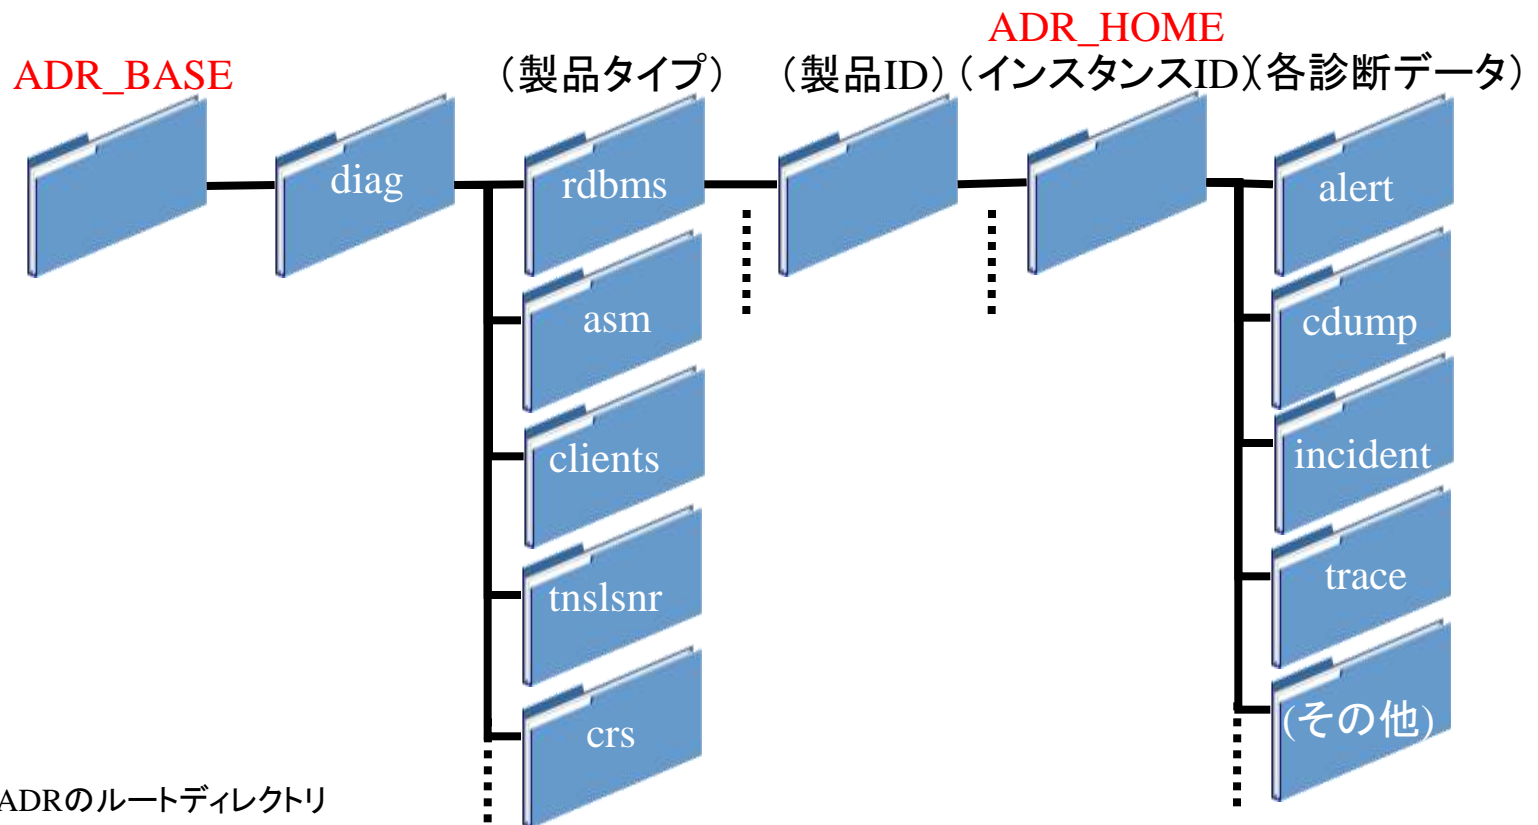 ADR_HOME
ADR_BASE
(製品タイプ)
(製品ID)
(インスタンスID)
(各診断データ)
diag
rdbms
asm
clients
tnslsnr
crs
alert
cdump
incident
trace
(その他)
ADRのルートディレクトリ